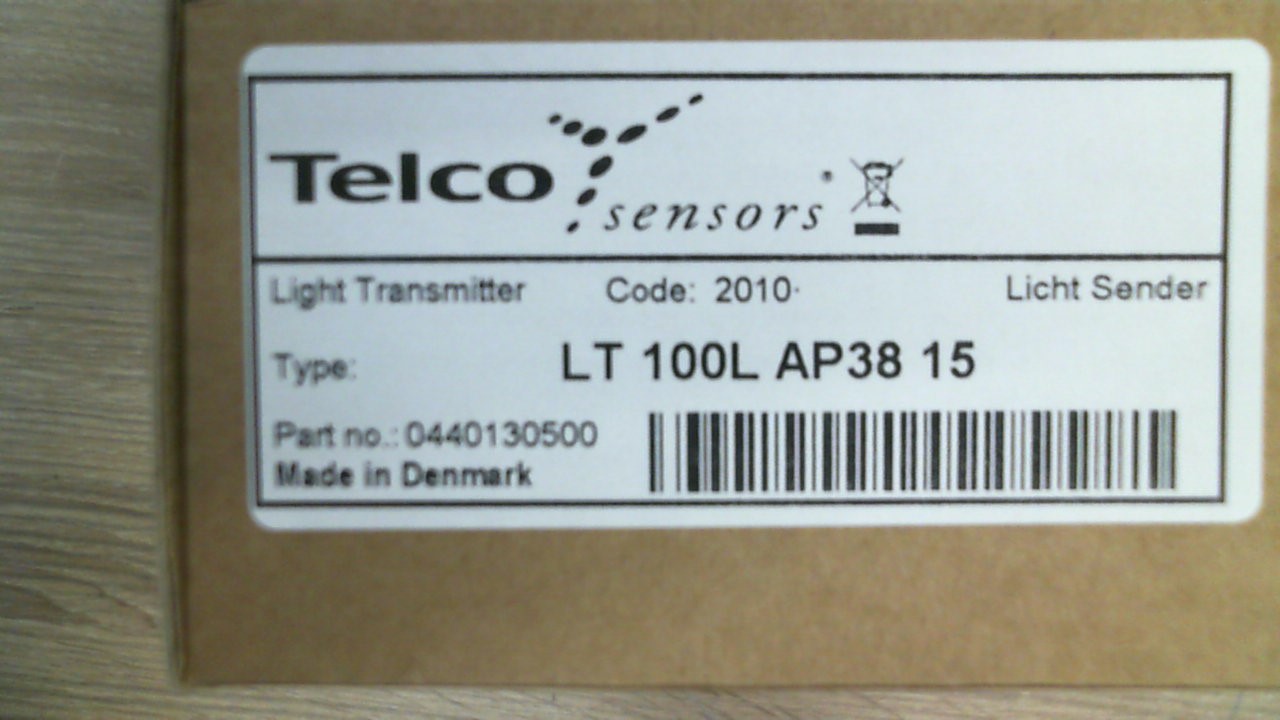 Telco sensors
Light Transmitter Code: 2010 Licht Sender
Type: LT 100L AP38 15
Part no.: 0440130500
Made in Denmark